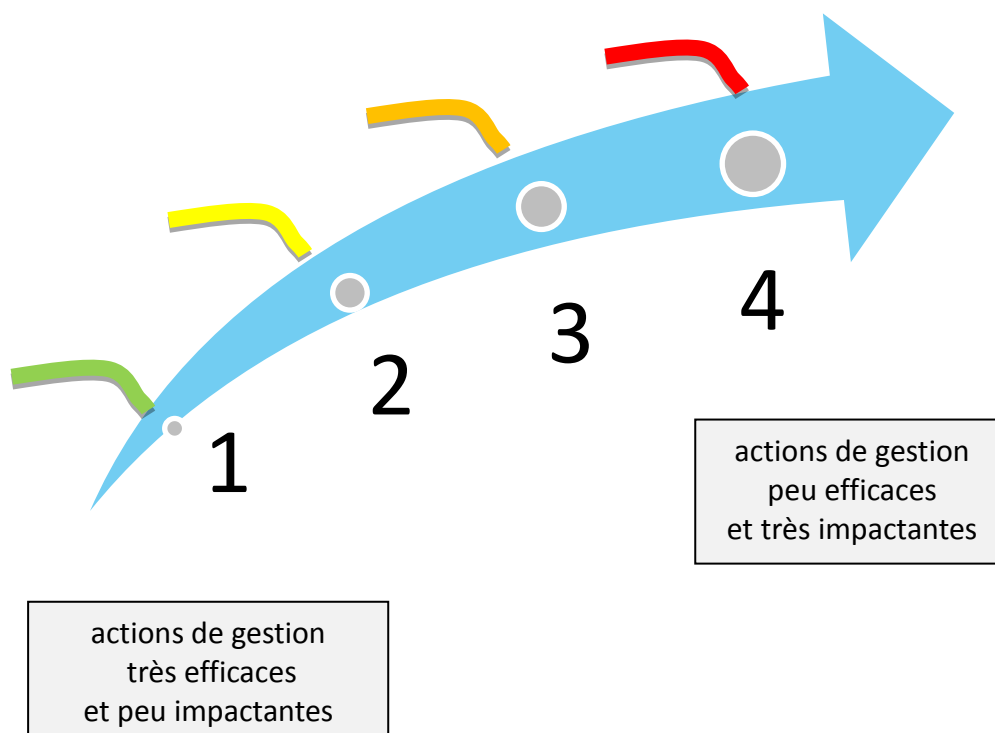 1
2
3
4
actions de gestion
peu efficaces
et très impactantes
actions de gestion
très efficaces
et peu impactantes